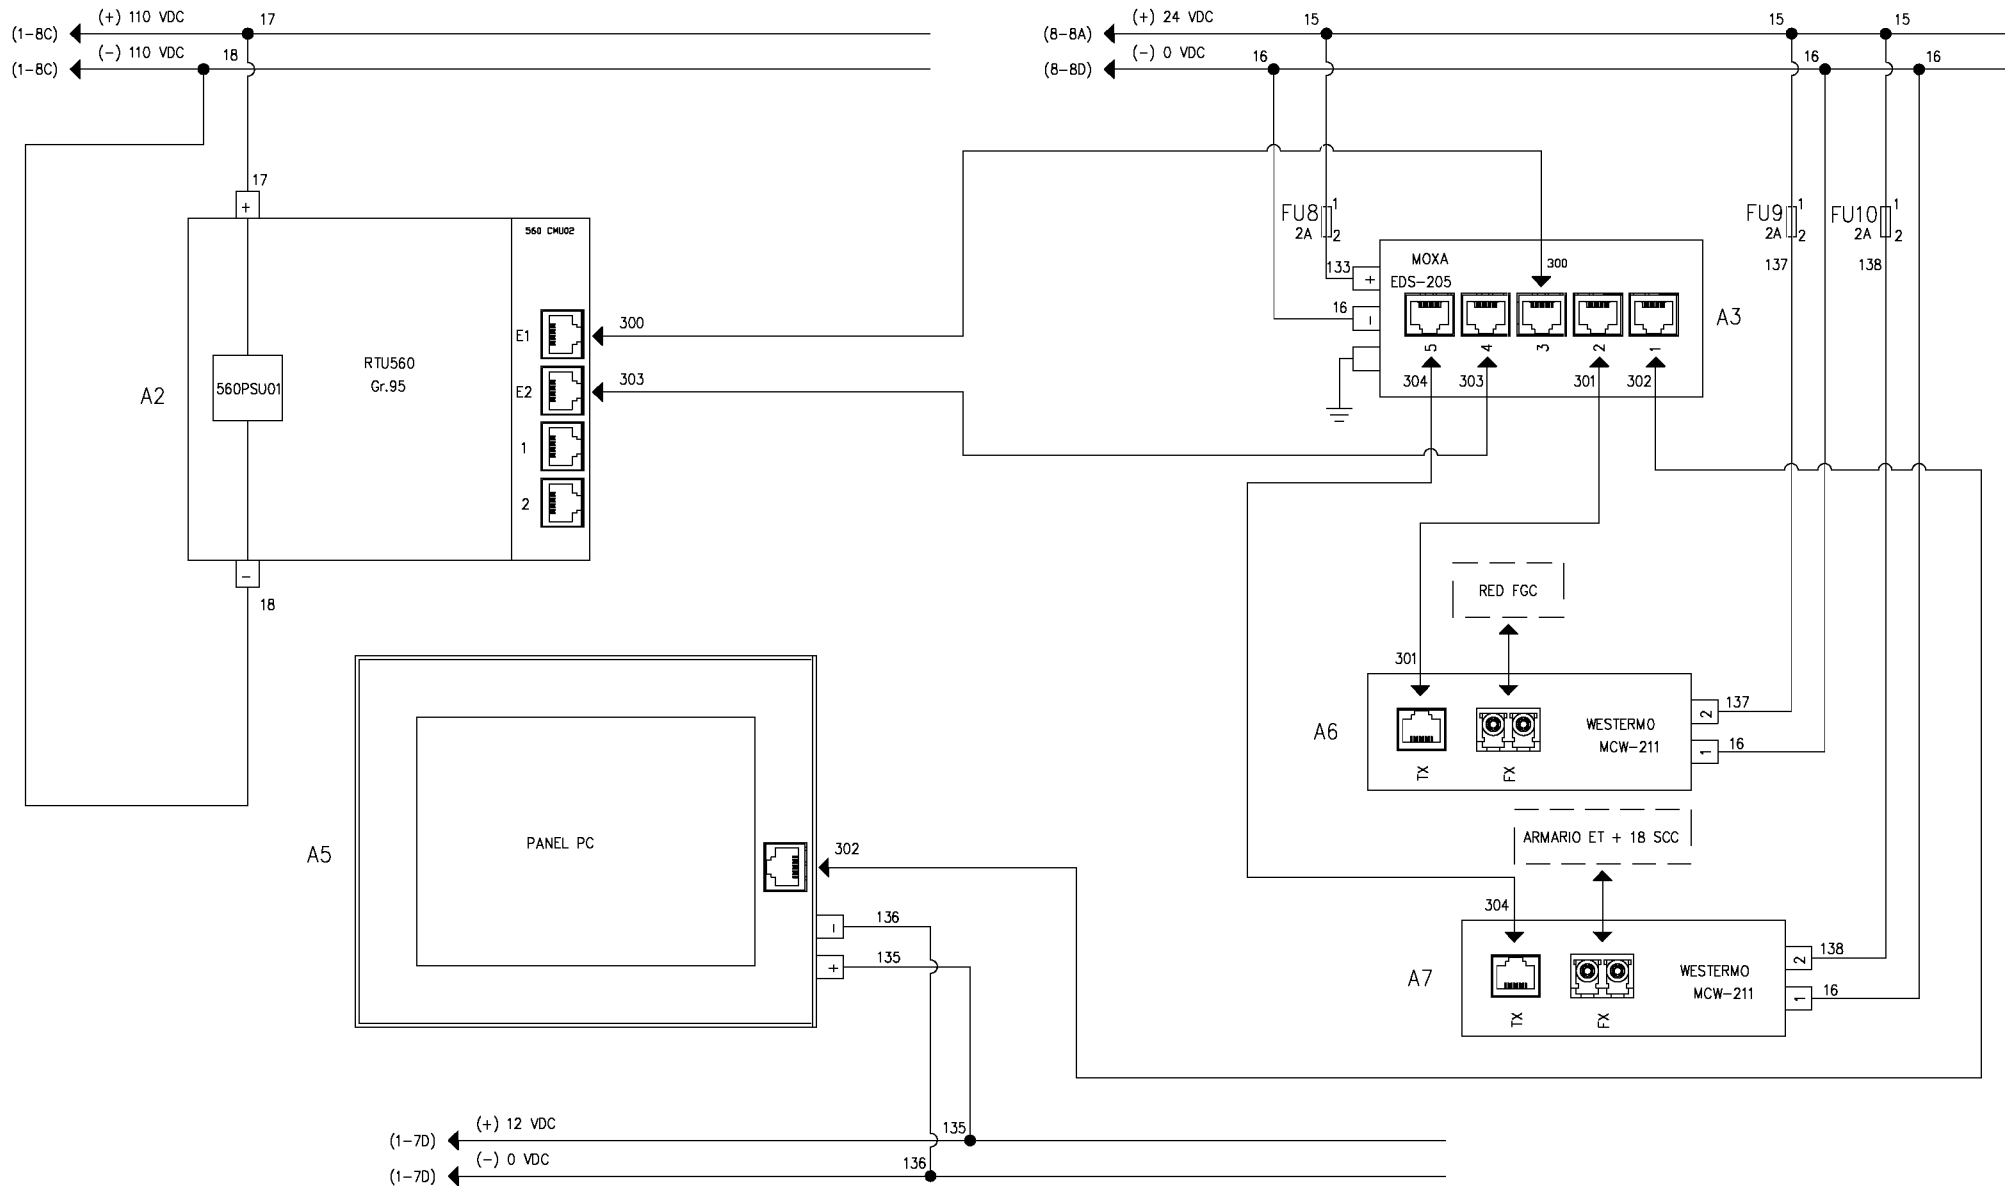 (1-8C)
(+) 110 VDC
17
(1-8C)
(-) 110 VDC
18
(8-8A)
(+) 24 VDC
15
15
15
(8-8D)
(-) 0 VDC
16
16
16
17
+
560 CMU02
560PSU01
RTU560
Gr.95
A2
E1
300
E2
303
1
2
-
18
FU8
1
2A
2
FU9
1
2A
2
137
FU10
1
2A
2
138
133
+
16
-
MOXA
EDS-205
300
5
4
3
2
1
304
303
301
302
A3
RED FGC
301
A6
TX
FX
WESTERMO
MCW-211
2
137
1
16
ARMARIO ET + 18 SCC
304
A7
TX
FX
WESTERMO
MCW-211
2
138
1
16
A5
PANEL PC
302
-
136
+
135
(1-7D)
(+) 12 VDC
135
(1-7D)
(-) 0 VDC
136